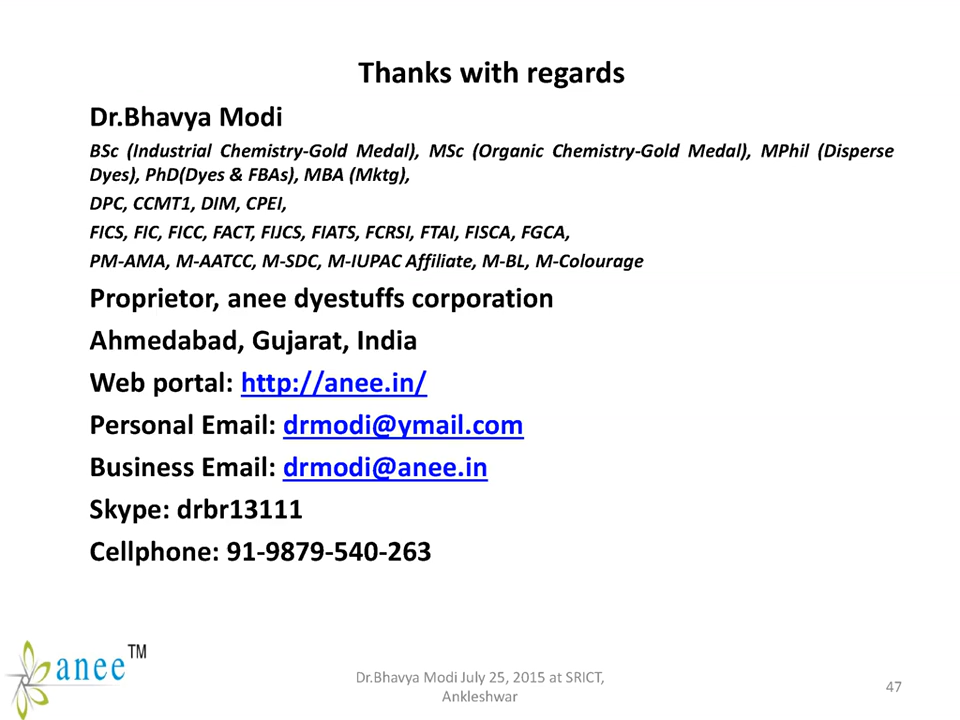 Thanks with regards
Dr.Bhavya Modi
BSc (Industrial Chemistry-Gold Medal), MSc (Organic Chemistry-Gold Medal), MPhil (Disperse
Dyes), PhD(Dyes & FBAs), MBA (Mktg),
DPC, CCMT1, DIM, CPEI,
FICS, FIC, FICC, FACT, FIJCS, FIATS, FCRSI, FTAI, FISCA, FGCA,
PM-AMA, M-AATCC, M-SDC, M-IUPAC Affiliate, M-BL, M-Colourage
Proprietor, anee dyestuffs corporation
Ahmedabad, Gujarat, India
Web portal: http://anee.in/
Personal Email: drmodi@ymail.com
Business Email: drmodi@anee.in
Skype: drbr13111
Cellphone: 91-9879-540-263
anee TM
Dr.Bhavya Modi July 25, 2015 at SRICT,
Ankleshwar
47